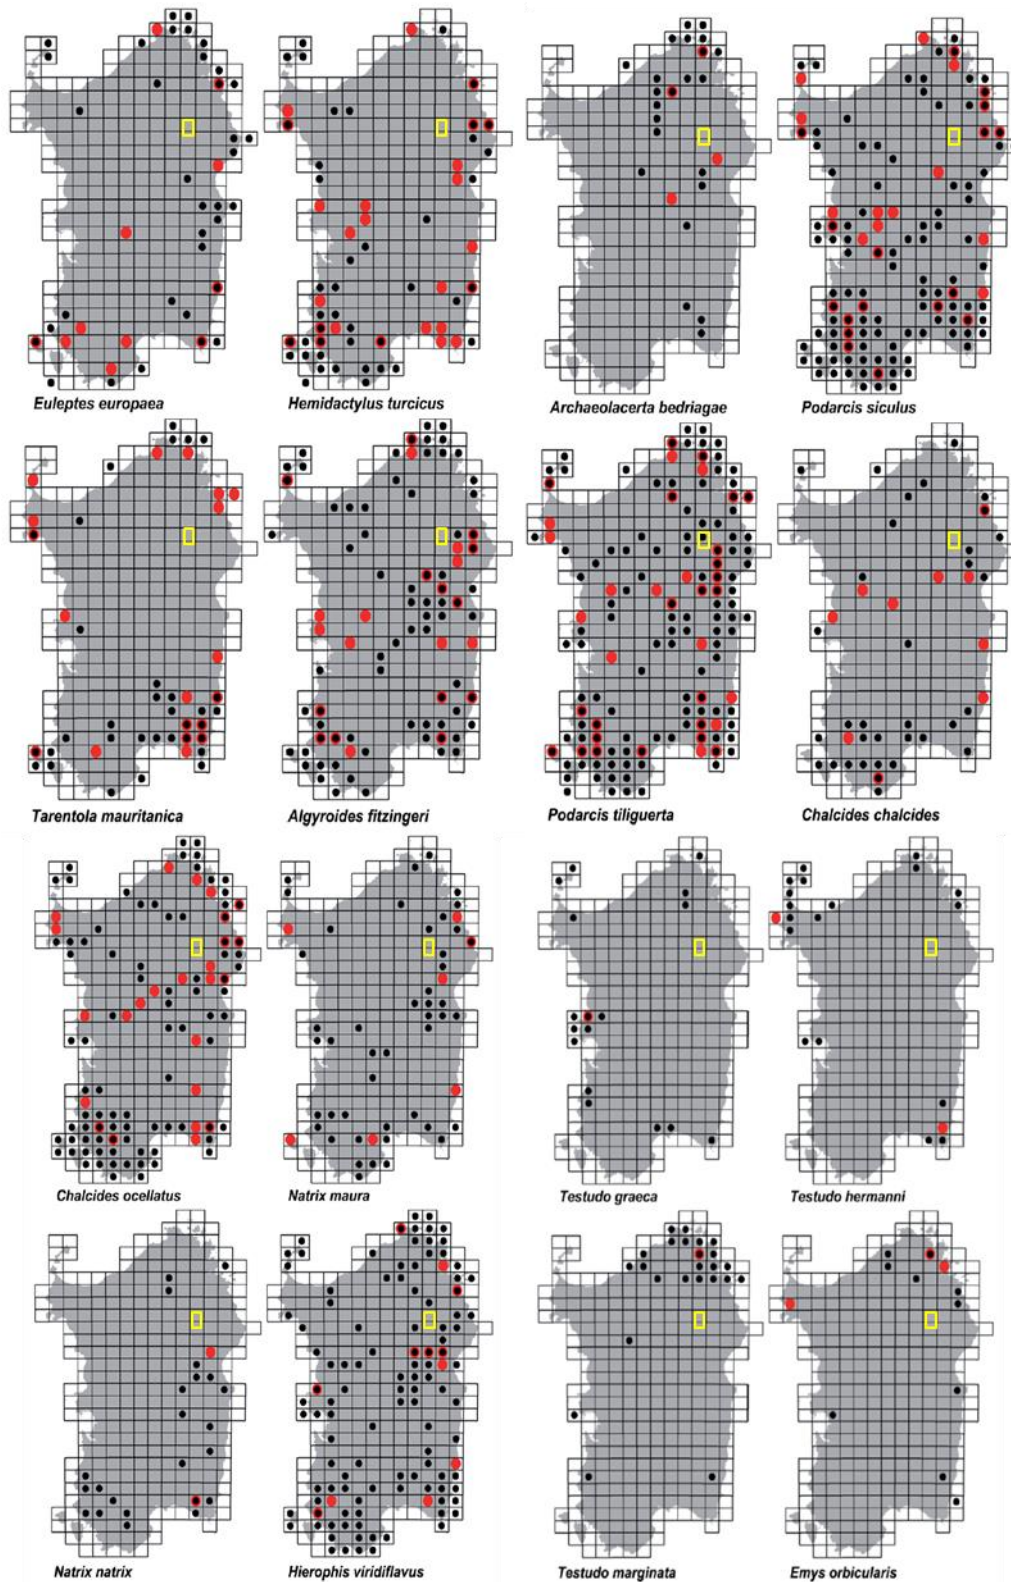 Euleptes europaea
Hemidactylus turcicus
Archaeolacerta bedriagae
Podarcis siculus
Tarentola mauritanica
Algyroides fitzingeri
Podarcis tiliguerta
Chalcides chalcides
Chalcides ocellatus
Natrix maura
Testudo graeca
Testudo hermanni
Natrix natrix
Hierophis viridiflavus
Testudo marginata
Emys orbicularis